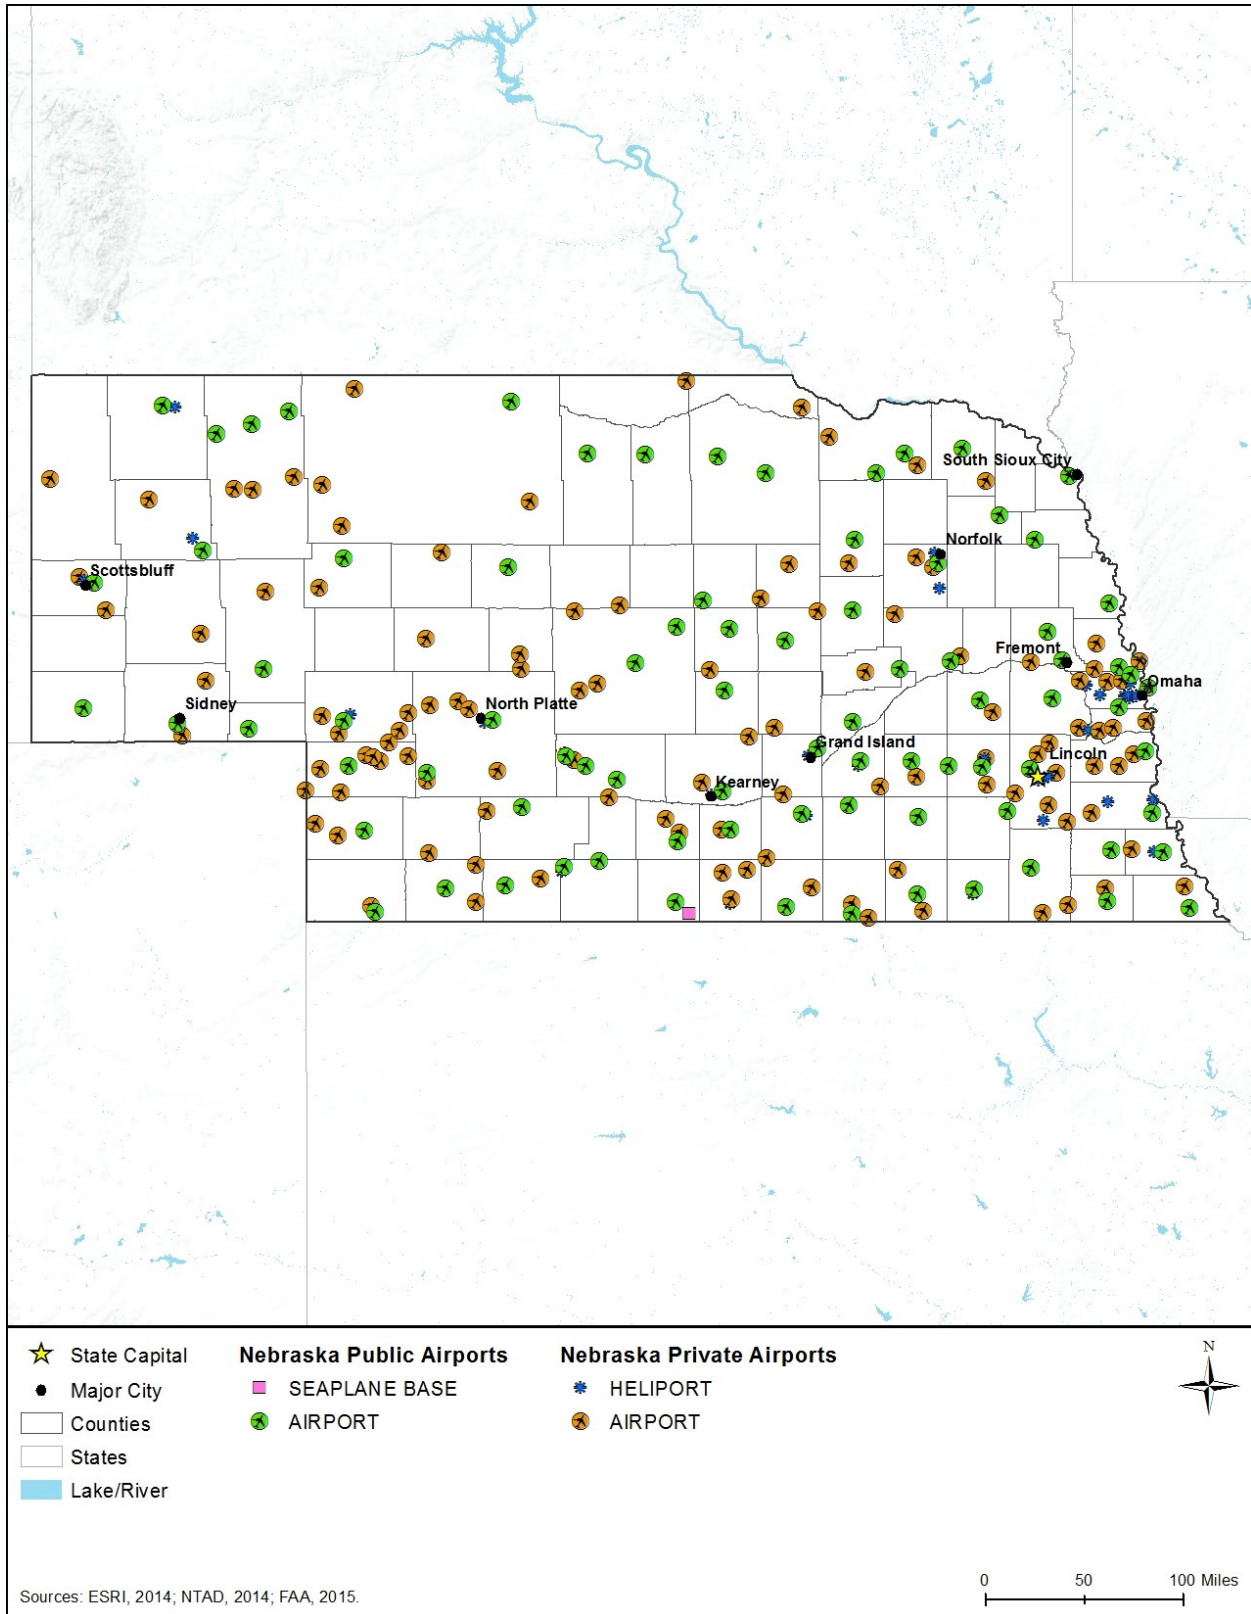 South Sioux City
Norfolk
Scottsbluff
Fremont
Omaha
Sidney
North Platte
Grand Island
Lincoln
Kearney
State Capital
Major City
Counties
States
Lake/River
Nebraska Public Airports
SEAPLANE BASE
AIRPORT
Nebraska Private Airports
HELIPORT
AIRPORT
N
0 50 100 Miles
Sources: ESRI, 2014; NTAD, 2014; FAA, 2015.